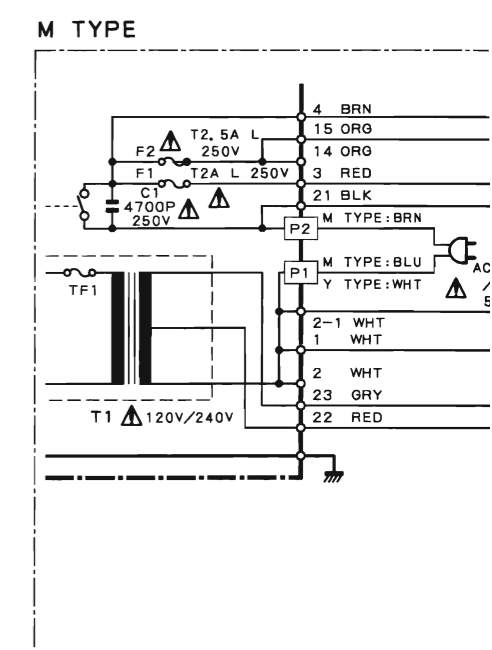 M TYPE
4 BRN
15 ORG
T2.5A L
F2 250V
14 ORG
F1 T2A L 250V
3 RED
C1
4700P
250V
21 BLK
M TYPE:BRN
P2
M TYPE:BLU
P1
AC
Y TYPE:WHT
TF1
2-1 WHT
1 WHT
2 WHT
23 GRY
T1 120V/240V
22 RED